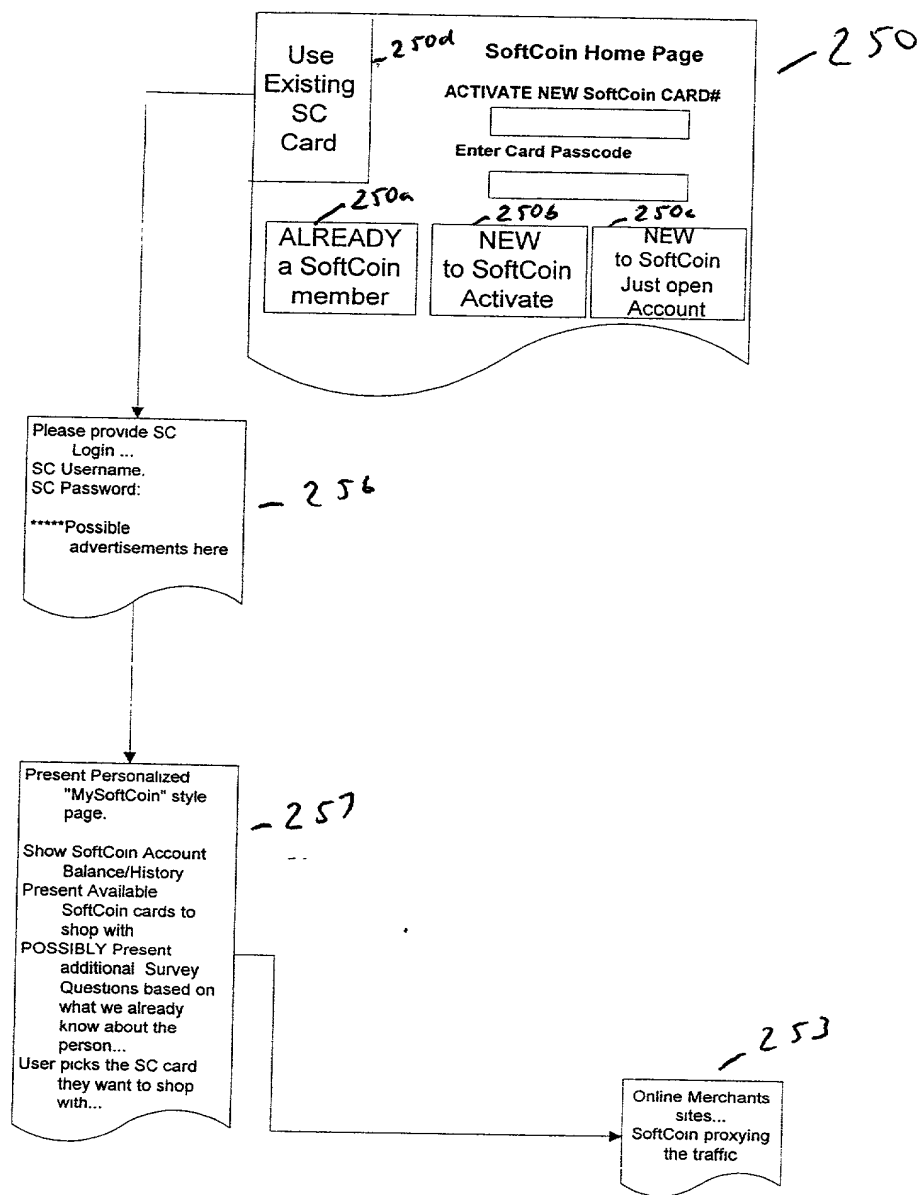 Use
Existing
SC
Card
250d
SoftCoin Home Page
250
ACTIVATE NEW SoftCoin CARD#
Enter Card Passcode
250a
250b
250c
ALREADY
a SoftCoin
member
NEW
to SoftCoin
Activate
NEW
to SoftCoin
Just open
Account
Please provide SC
Login ...
SC Username.
SC Password:
*****Possible
advertisements here
256
Present Personalized
"MySoftCoin" style
page.
Show SoftCoin Account
Balance/History
Present Available
SoftCoin cards to
shop with
POSSIBLY Present
additional Survey
Questions based on
what we already
know about the
person...
User picks the SC card
they want to shop
with...
257
253
Online Merchants
sites...
SoftCoin proxying
the traffic